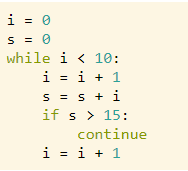 i = 0
s = 0
while i < 10:
    i = i + 1
    s = s + i
    if s > 15:
        continue
    i = i + 1